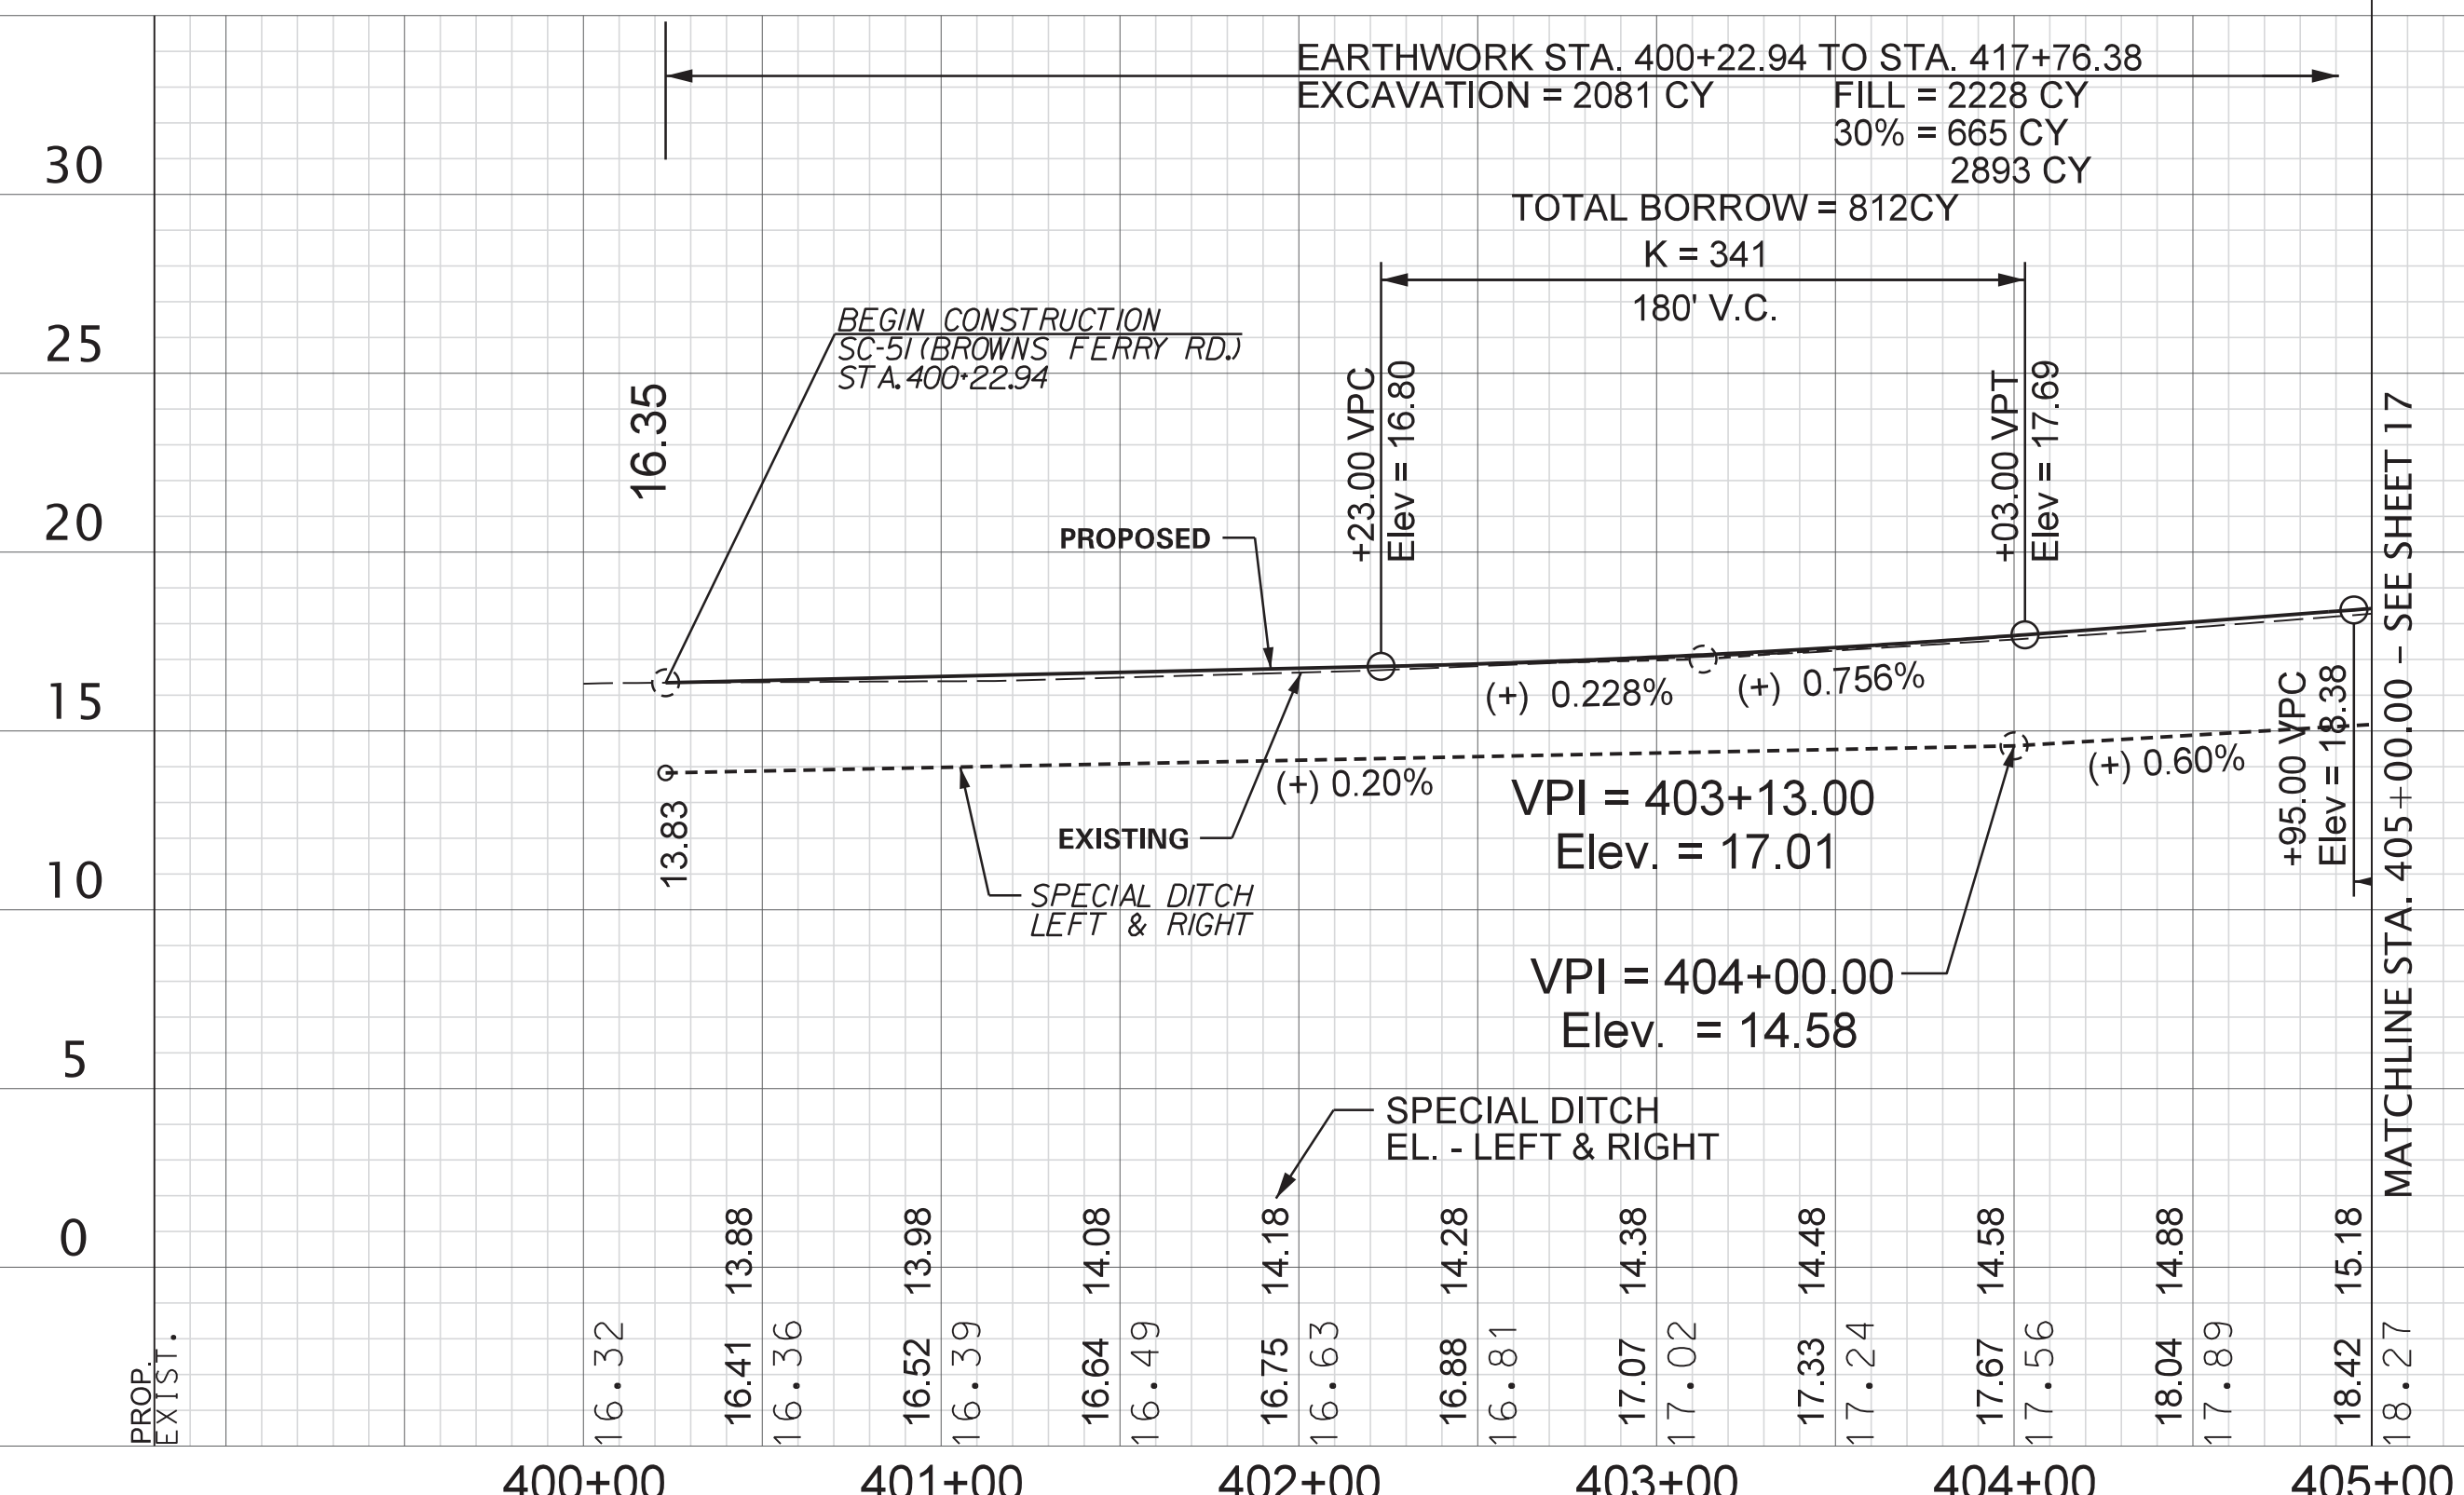 EARTHWORK STA. 400+22.94 TO STA. 417+76.38
EXCAVATION = 2081 CY
FILL = 2228 CY
30% = 665 CY
2893 CY
TOTAL BORROW = 812CY
K = 341
180' V.C.
30
25
20
15
10
5
0
BEGIN CONSTRUCTION
SC-51 (BROWNS FERRY RD.)
STA. 400+22.94
16.35
PROPOSED
+23.00 VPC
Elev = 16.80
+03.00 VPT
Elev = 17.69
(+) 0.228%
(+) 0.756%
+95.00 VPC
Elev = 18.38
MATCHLINE STA. 405+00.00 - SEE SHEET 17
13.83
(+) 0.20%
(+) 0.60%
EXISTING
SPECIAL DITCH
LEFT & RIGHT
VPI = 403+13.00
Elev. = 17.01
VPI = 404+00.00
Elev. = 14.58
SPECIAL DITCH
EL. - LEFT & RIGHT
13.88 13.98 14.08 14.18 14.28 14.38 14.48 14.58 14.88 15.18
PROP.
16.41 16.52 16.64 16.75 16.88 17.07 17.33 17.67 18.04 18.42
EXIST.
16.32 16.36 16.39 16.49 16.63 16.81 17.02 17.24 17.56 17.89 18.27
400+00 401+00 402+00 403+00 404+00 405+00